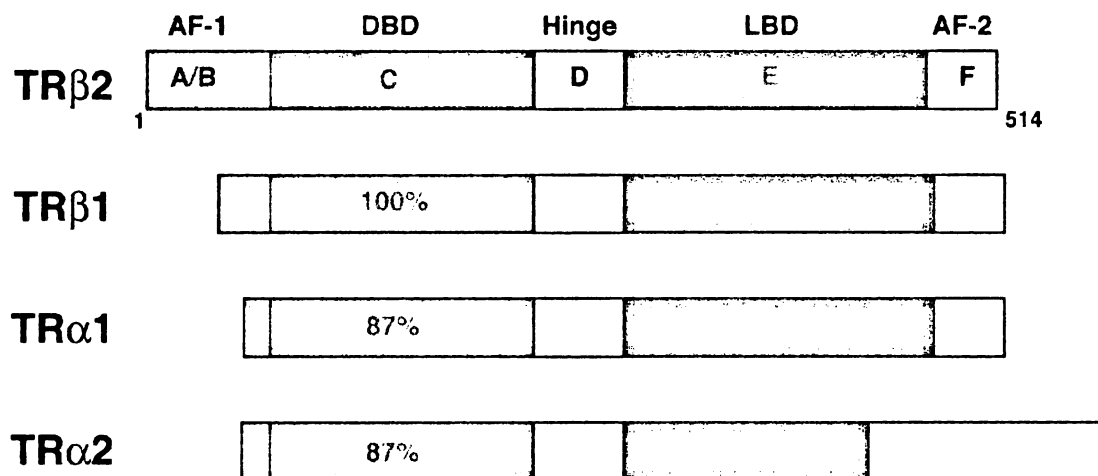 AF-1 DBD Hinge LBD AF-2
TRβ2 A/B C D E F
1 514
TRβ1 100%
TRα1 87%
TRα2 87%